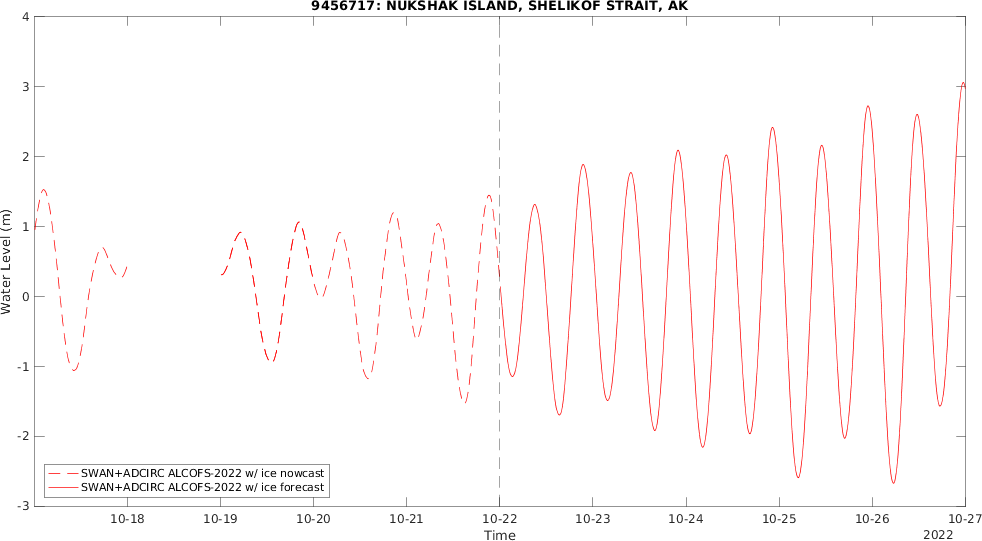 9456717: NUKSHAK ISLAND, SHELIKOF STRAIT, AK
4
3
2
1
0
-1
-2
-3
Water Level (m)
SWAN+ADCIRC ALCOFS-2022 w/ ice nowcast
SWAN+ADCIRC ALCOFS-2022 w/ ice forecast
10-18 10-19 10-20 10-21 10-22 10-23 10-24 10-25 10-26 10-27
Time
2022